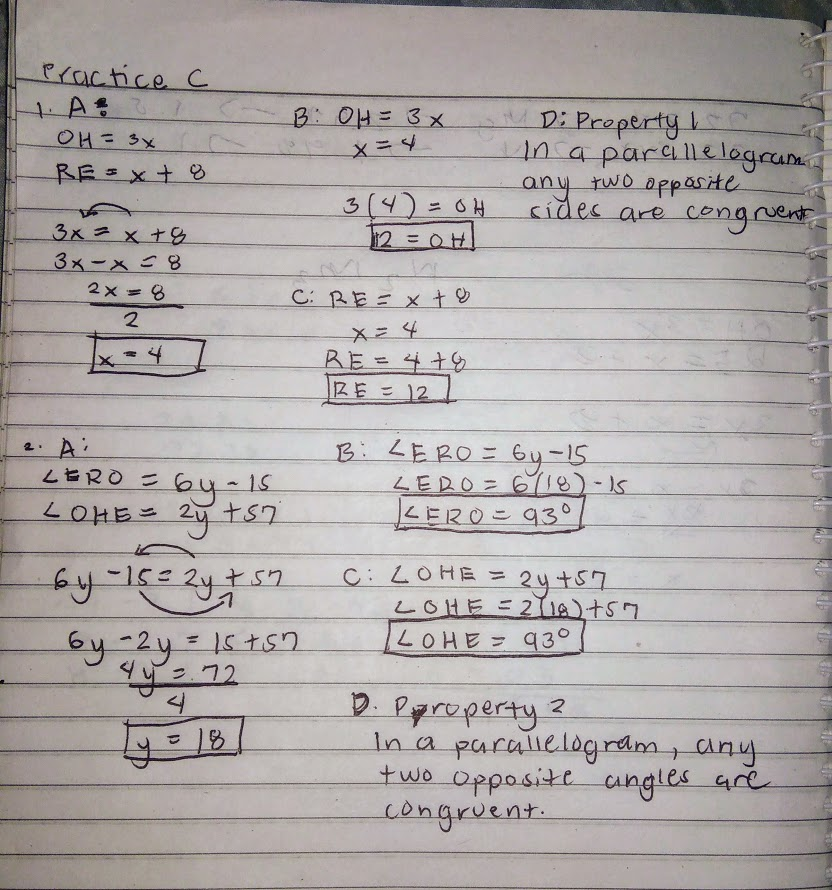 Practice C
1. A:
OH = 3x
RE = x + 8
3x = x + 8
3x - x = 8
2x = 8
2
x = 4
B: OH = 3x
x = 4
3(4) = OH
12 = OH
C: RE = x + 8
x = 4
RE = 4 + 8
RE = 12
D: Property 1
In a parallelogram
any two opposite
sides are congruent
2. A:
∠ERO = 6y - 15
∠OHE = 2y + 57
6y - 15 = 2y + 57
6y - 2y = 15 + 57
4y = 72
4
y = 18
B: ∠ERO = 6y - 15
∠ERO = 6(18) - 15
∠ERO = 93°
C: ∠OHE = 2y + 57
∠OHE = 2(18) + 57
∠OHE = 93°
D. Property 2
In a parallelogram, any
two opposite angles are
congruent.